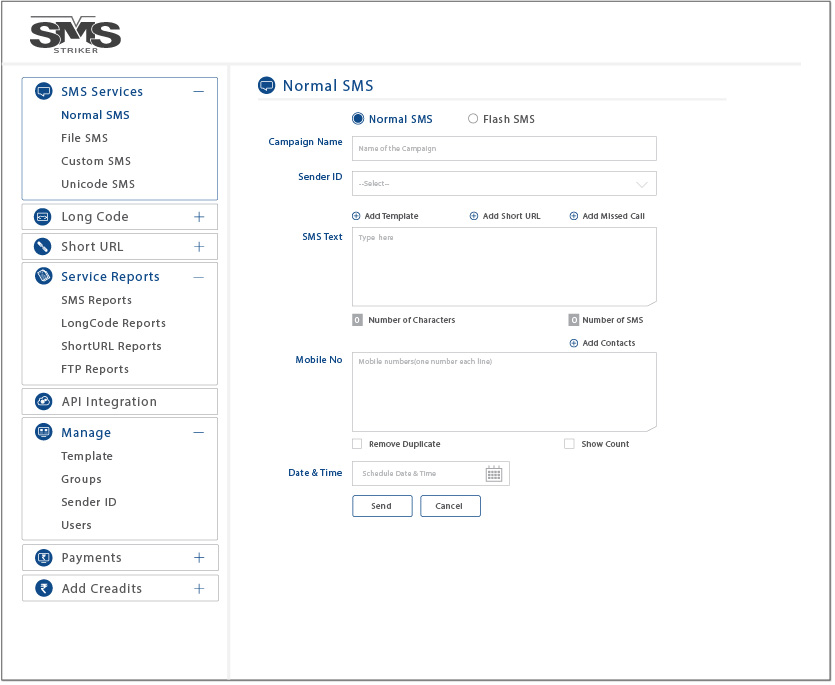 SMS
STRIKER
SMS Services
Normal SMS
File SMS
Custom SMS
Unicode SMS
Long Code
Short URL
Service Reports
SMS Reports
LongCode Reports
ShortURL Reports
FTP Reports
API Integration
Manage
Template
Groups
Sender ID
Users
Payments
Add Creadits
Normal SMS
Normal SMS Flash SMS
Campaign Name Name of the Campaign
Sender ID --Select--
Add Template Add Short URL Add Missed Call
SMS Text Type here
0 Number of Characters 0 Number of SMS
Add Contacts
Mobile No Mobile numbers(one number each line)
Remove Duplicate Show Count
Date & Time Schedule Date & Time
Send Cancel